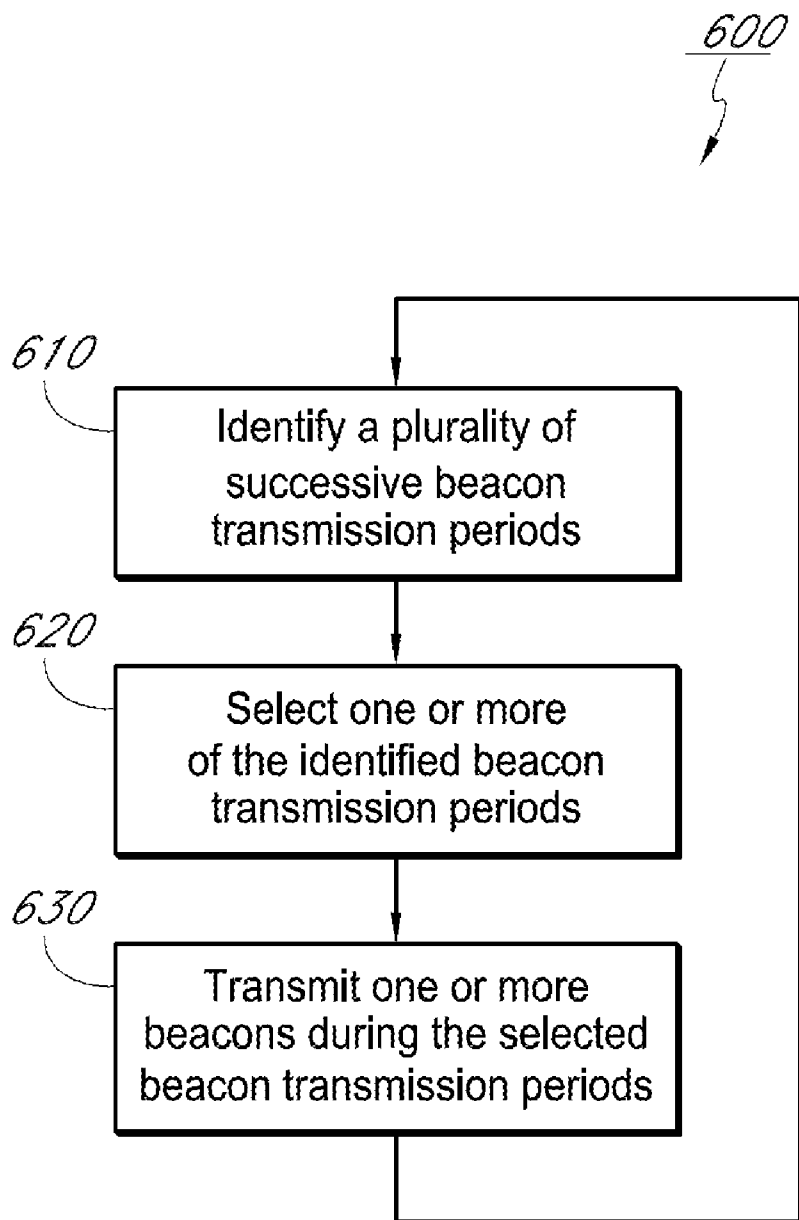 600
610
Identify a plurality of
successive beacon
transmission periods
620
Select one or more
of the identified beacon
transmission periods
630
Transmit one or more
beacons during the selected
beacon transmission periods